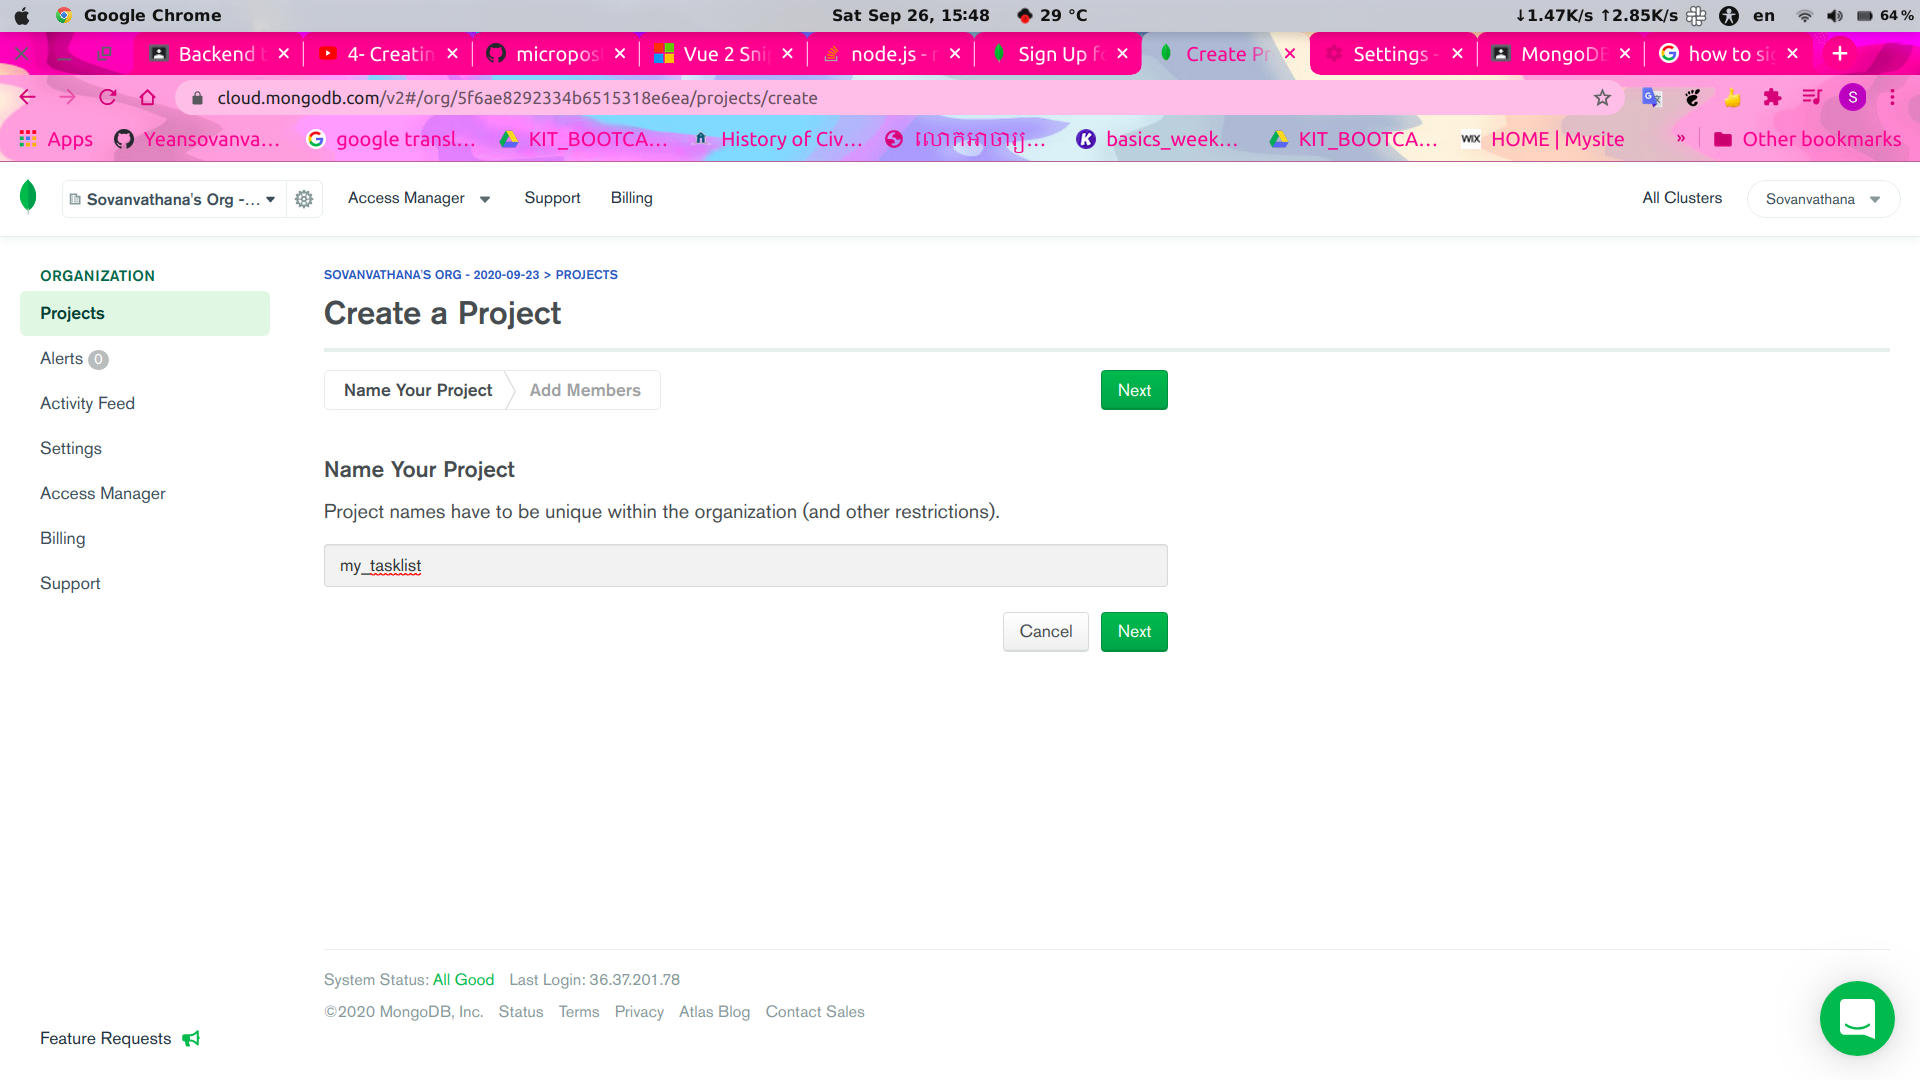 Google Chrome
Sat Sep 26, 15:48
29 °C
↓1.47K/s ↑2.85K/s
en
64 %
Backend
4- Creatin
micropos
Vue 2 Sni
node.js -
Sign Up f
Create Pr
Settings -
MongoDB
how to si
cloud.mongodb.com/v2#/org/5f6ae8292334b6515318e6ea/projects/create
S
Apps
Yeansovanva...
google transl...
KIT_BOOTCA...
History of Civ...
លោកអាចារ្យ...
basics_week...
KIT_BOOTCA...
WIX HOME | Mysite
»
Other bookmarks
Sovanvathana's Org -...
Access Manager
Support
Billing
All Clusters
Sovanvathana
ORGANIZATION
Projects
Alerts 0
Activity Feed
Settings
Access Manager
Billing
Support
Feature Requests
SOVANVATHANA'S ORG - 2020-09-23 > PROJECTS
Create a Project
Name Your Project
Add Members
Next
Name Your Project
Project names have to be unique within the organization (and other restrictions).
my_tasklist
Cancel
Next
System Status: All Good Last Login: 36.37.201.78
©2020 MongoDB, Inc. Status Terms Privacy Atlas Blog Contact Sales